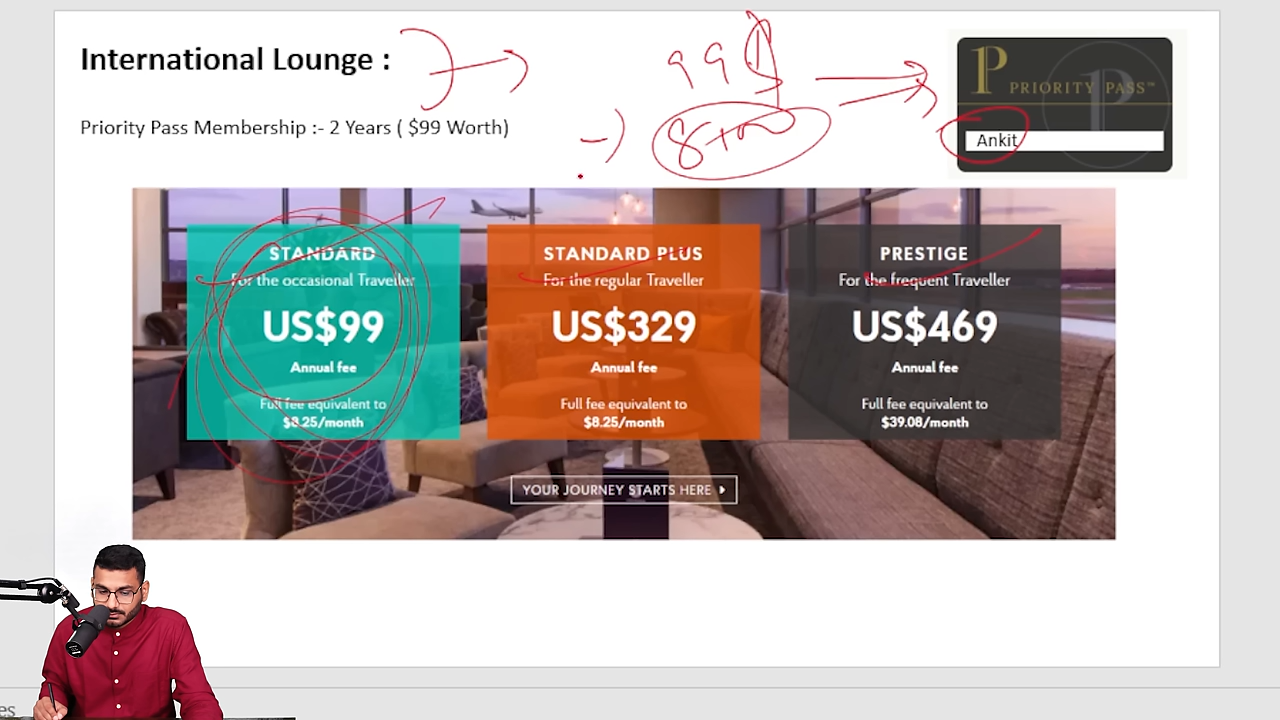 International Lounge :
99$
P
PRIORITY PASS™
Priority Pass Membership :- 2 Years ( $99 Worth)
Ankit
STANDARD
For the occasional Traveller
US$99
Annual fee
Full fee equivalent to
$8.25/month
STANDARD PLUS
For the regular Traveller
US$329
Annual fee
Full fee equivalent to
$8.25/month
PRESTIGE
For the frequent Traveller
US$469
Annual fee
Full fee equivalent to
$39.08/month
YOUR JOURNEY STARTS HERE